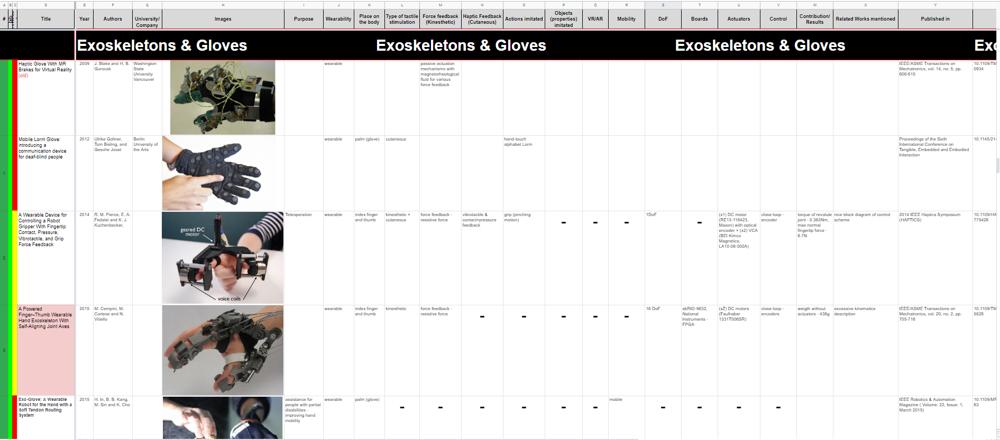 A B C D E F G H I J K L M N O P Q R S T U V W X Y
# Title Year Authors University/ Company Images Purpose Wearability Place on the body Type of tactile stimulation Force feedback (Kinesthetic) Haptic Feedback (Cutaneous) Actions imitated Objects (properties) imitated VR/AR Mobility DoF Boards Actuators Control Contribution/ Results Related Works mentioned Published in
Exoskeletons & Gloves Exoskeletons & Gloves Exoskeletons & Gloves Exo
Haptic Glove With MR
Brakes for Virtual Reality
(old)
2009
J. Blake and H. B.
Gurocak
Washington
State
University
Vancouver
wearable
passive actuation
mechanisms with
magnetorheological
fluid for various
force feedback
IEEE/ASME Transactions on
Mechatronics, vol. 14, no. 5, pp.
606-615
10.1109/TM
0934
1
Mobile Lorm Glove:
introducing a
communication device
for deaf-blind people
2012
Ulrike Gollner,
Tom Bieling, and
Gesche Joost
Berlin
University of
the Arts
wearable
palm (glove)
cutaneous
hand-touch
alphabet Lorm
Proceedings of the Sixth
International Conference on
Tangible, Embedded and Embodied
Interaction
10.1145/214
2
A Wearable Device for
Controlling a Robot
Gripper With Fingertip
Contact, Pressure,
Vibrotactile, and Grip
Force Feedback
2014
R. M. Pierce, E. A.
Fedalei and K. J.
Kuchenbecker,
geared DC
motor
voice coils
Teleoperation
wearable
index finger
and thumb
kinesthetic +
cutaneous
force feedback -
resistive force
vibrotactile &
contact+pressure
feedback
grip (pinching
motion)
- - -
1DoF
-
(x1) DC motor
(RE13-118423,
Maxon) with optical
encoder + (x2) VCA
(BEI Kimco
Magnetics,
LA10-08-000A)
close-loop -
encoder
torque of revolute
joint - 0.363Nm,
max normal
fingertip force -
6.7N
nice block diagram of control
scheme
2014 IEEE Haptics Symposium
(HAPTICS)
10.1109/HA
775428
3
A Powered
Finger–Thumb Wearable
Hand Exoskeleton With
Self-Aligning Joint Axes
2015
M. Cempini, M.
Cortese and N.
Vitiello
wearable
index finger
and thumb
kinesthetic
force feedback -
resistive force
- - - - -
16 DoF
sbRIO-9632,
National
Instruments -
FPGA
(xZ) DC motors
(Faulhaber
1331T006SR)
close-loop -
encoders
weigth without
actuators - 438g
excessive kinematics
description
IEEE/ASME Transactions on
Mechatronics, vol. 20, no. 2, pp.
705-716
10.1109/TM
5528
Exo-Glove: A Wearable
Robot for the Hand with a
Soft Tendon Routing
System
2015
H. In, B. B. Kang,
M. Sin and K. Cho
assistance for
people with partial
disabilities -
improving hand
mobility
wearable
palm (glove)
- - - - - -
mobile
- - - -
IEEE Robotics & Automation
Magazine ( Volume: 22, Issue: 1,
March 2015)
10.1109/MR
63